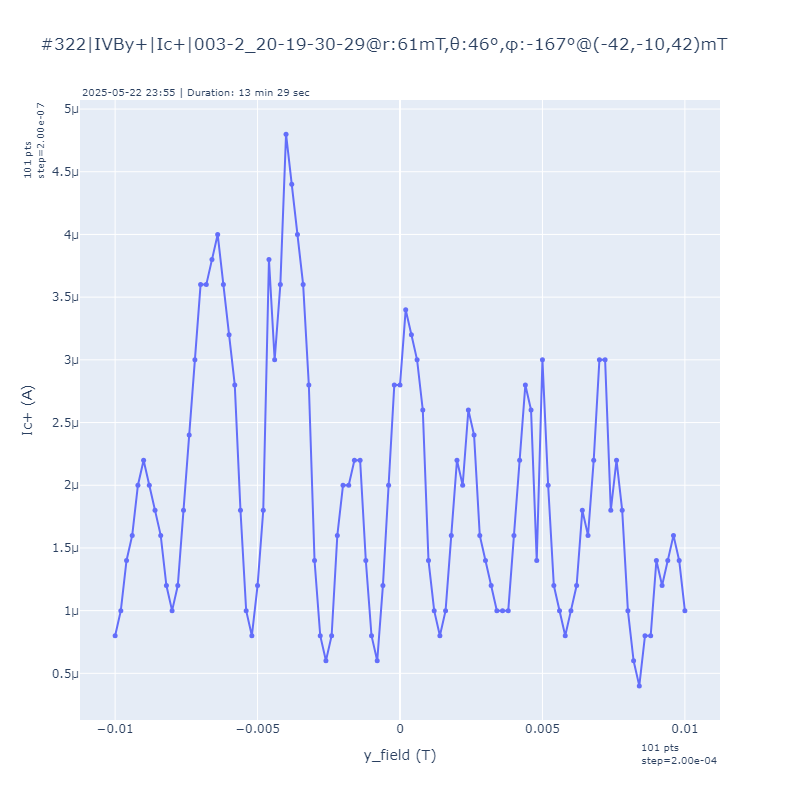 #322|IVBy+|Ic+|003-2_20-19-30-29@r:61mT,θ:46°,φ:-167°@(-42,-10,42)mT
2025-05-22 23:55 | Duration: 13 min 29 sec
101 pts
step=2.00e-07
5μ
4.5μ
4μ
3.5μ
3μ
2.5μ
2μ
1.5μ
1μ
0.5μ
Ic+ (A)
−0.01
−0.005
0
0.005
0.01
y_field (T)
101 pts
step=2.00e-04